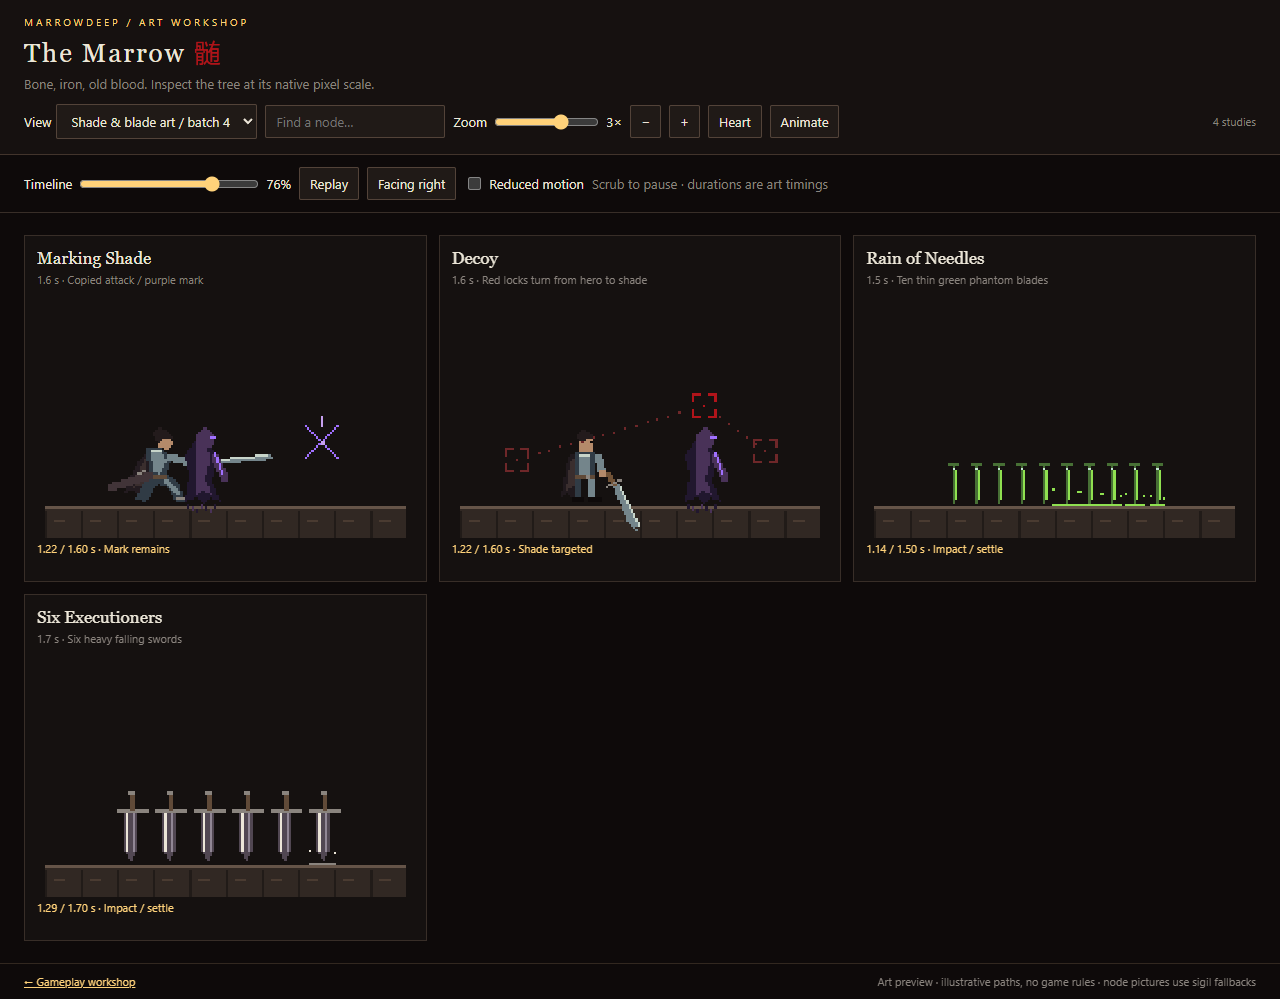 MARROWDEEP / ART WORKSHOP
The Marrow 髄
Bone, iron, old blood. Inspect the tree at its native pixel scale.
View Shade & blade art / batch 4 Find a node... Zoom 3× − + Heart Animate 4 studies
Timeline 76% Replay Facing right Reduced motion Scrub to pause · durations are art timings
Marking Shade
1.6 s · Copied attack / purple mark
1.22 / 1.60 s · Mark remains
Decoy
1.6 s · Red locks turn from hero to shade
1.22 / 1.60 s · Shade targeted
Rain of Needles
1.5 s · Ten thin green phantom blades
1.14 / 1.50 s · Impact / settle
Six Executioners
1.7 s · Six heavy falling swords
1.29 / 1.70 s · Impact / settle
← Gameplay workshop
Art preview · illustrative paths, no game rules · node pictures use sigil fallbacks